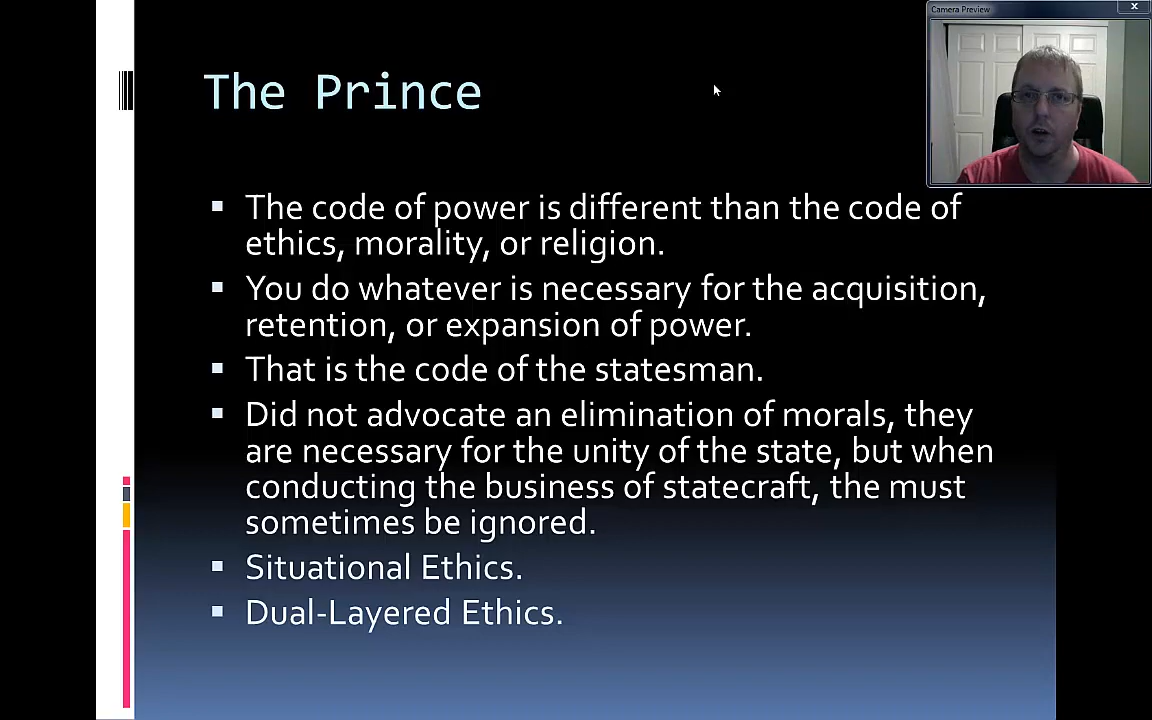 Camera Preview
The Prince
The code of power is different than the code of
ethics, morality, or religion.
You do whatever is necessary for the acquisition,
retention, or expansion of power.
That is the code of the statesman.
Did not advocate an elimination of morals, they
are necessary for the unity of the state, but when
conducting the business of statecraft, the must
sometimes be ignored.
Situational Ethics.
Dual-Layered Ethics.